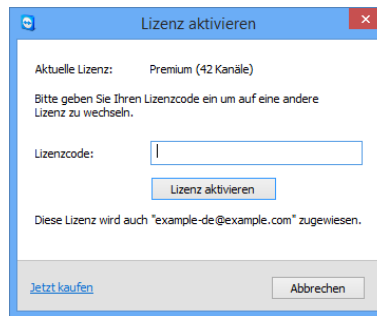 Lizenz aktivieren
Aktuelle Lizenz: Premium (42 Kanäle)
Bitte geben Sie Ihren Lizenzcode ein um auf eine andere
Lizenz zu wechseln.
Lizenzcode:
Lizenz aktivieren
Diese Lizenz wird auch "example-de@example.com" zugewiesen.
Jetzt kaufen Abbrechen